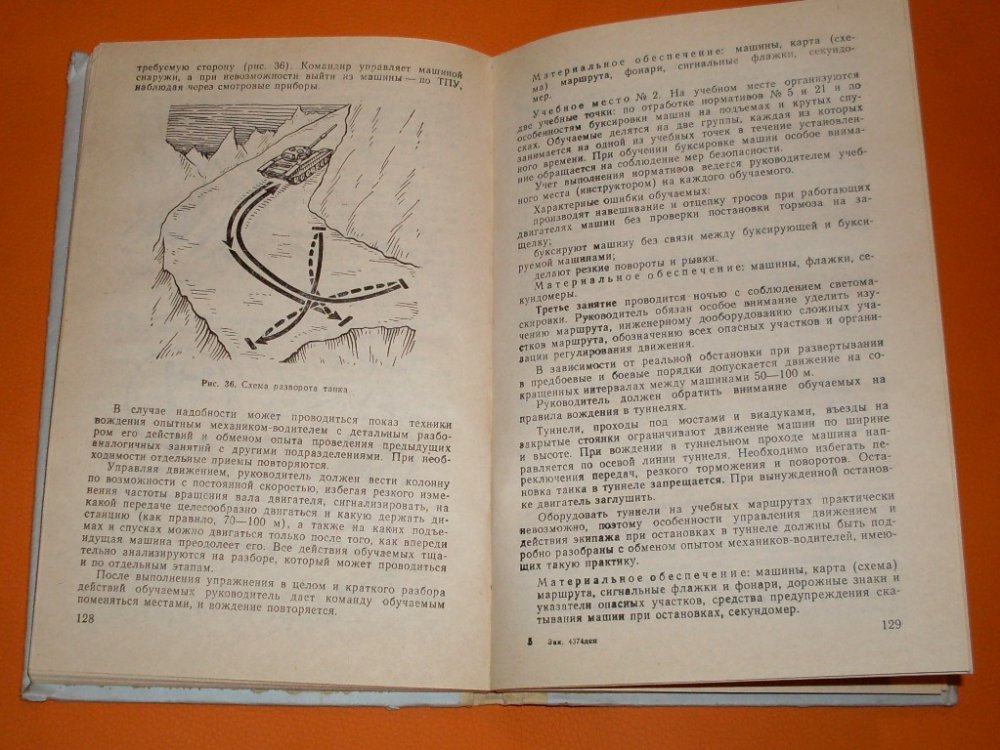 требуемую сторону (рис. 36). Командир управляет машиной
снаружи, а при невозможности выйти из машины — по ТПУ,
наблюдая через смотровые приборы.
Рис. 36. Схема разворота танка
В случае надобности может проводиться показ техники
вождения опытным механиком-водителем с детальным разбо-
ром его действий и обменом опыта проведения предыдущих
аналогичных занятий с другими подразделениями. При необ-
ходимости отдельные приемы повторяются.
Управляя движением, руководитель должен вести колонну
по возможности с постоянной скоростью, избегая резкого изме-
нения частоты вращения вала двигателя, сигнализировать, на
какой передаче целесообразно двигаться и какую держать ди-
станцию (как правило, 70—100 м), а также на каких подъе-
мах и спусках можно двигаться только после того, как впереди
идущая машина преодолеет его. Все действия обучаемых тща-
тельно анализируются на разборе, который может проводиться
и по отдельным этапам.
После выполнения упражнения в целом и краткого разбора
действий обучаемых руководитель дает команду обучаемым
поменяться местами, и вождение повторяется.
128
Материальное обеспечение: машины, карта (схе-
ма) маршрута, фонари, сигнальные флажки, секундо-
мер.
Учебное место № 2. На учебном месте организуются
две учебные точки: по отработке нормативов № 5 и 21 и по
особенностям буксировки машин на подъемах и крутых спу-
сках. Обучаемые делятся на две группы, каждая из которых
занимается на одной из учебных точек в течение установлен-
ного времени. При обучении буксировке машин особое внима-
ние обращается на соблюдение мер безопасности.
Учет выполнения нормативов ведется руководителем учеб-
ного места (инструктором) на каждого обучаемого.
Характерные ошибки обучаемых:
производят навешивание и отцепку тросов при работающих
двигателях машин без проверки постановки тормоза на за-
щелку;
буксируют машину без связи между буксирующей и букси-
руемой машинами;
делают резкие повороты и рывки.
Материальное обеспечение: машины, флажки, се-
кундомеры.
Третье занятие проводится ночью с соблюдением светома-
скировки. Руководитель обязан особое внимание уделить изу-
чению маршрута, инженерному дооборудованию сложных уча-
стков маршрута, обозначению всех опасных участков и органи-
зации регулирования движения.
В зависимости от реальной обстановки при развертывании
в предбоевые и боевые порядки допускается движение на со-
кращенных интервалах между машинами 50—100 м.
Руководитель должен обратить внимание обучаемых на
правила вождения в туннелях.
Туннели, проходы под мостами и виадуками, въезды на
закрытые стоянки ограничивают движение машин по ширине
и высоте. При вождении в туннельном проходе машина нап-
равляется по осевой линии туннеля. Необходимо избегать пе-
реключения передач, резкого торможения и поворотов. Оста-
новка танка в туннеле запрещается. При вынужденной останов-
ке двигатель заглушить.
Оборудовать туннели на учебных маршрутах практически
невозможно, поэтому особенности управления движением и
действия экипажа при остановках в туннеле должны быть под-
робно разобраны с обменом опытом механиков-водителей, имею-
щих такую практику.
Материальное обеспечение: машины, карта (схема)
маршрута, сигнальные флажки и фонари, дорожные знаки и
указатели опасных участков, средства предупреждения ска-
тывания машин при остановках, секундомер.
5 Зак. 4374дсп
129